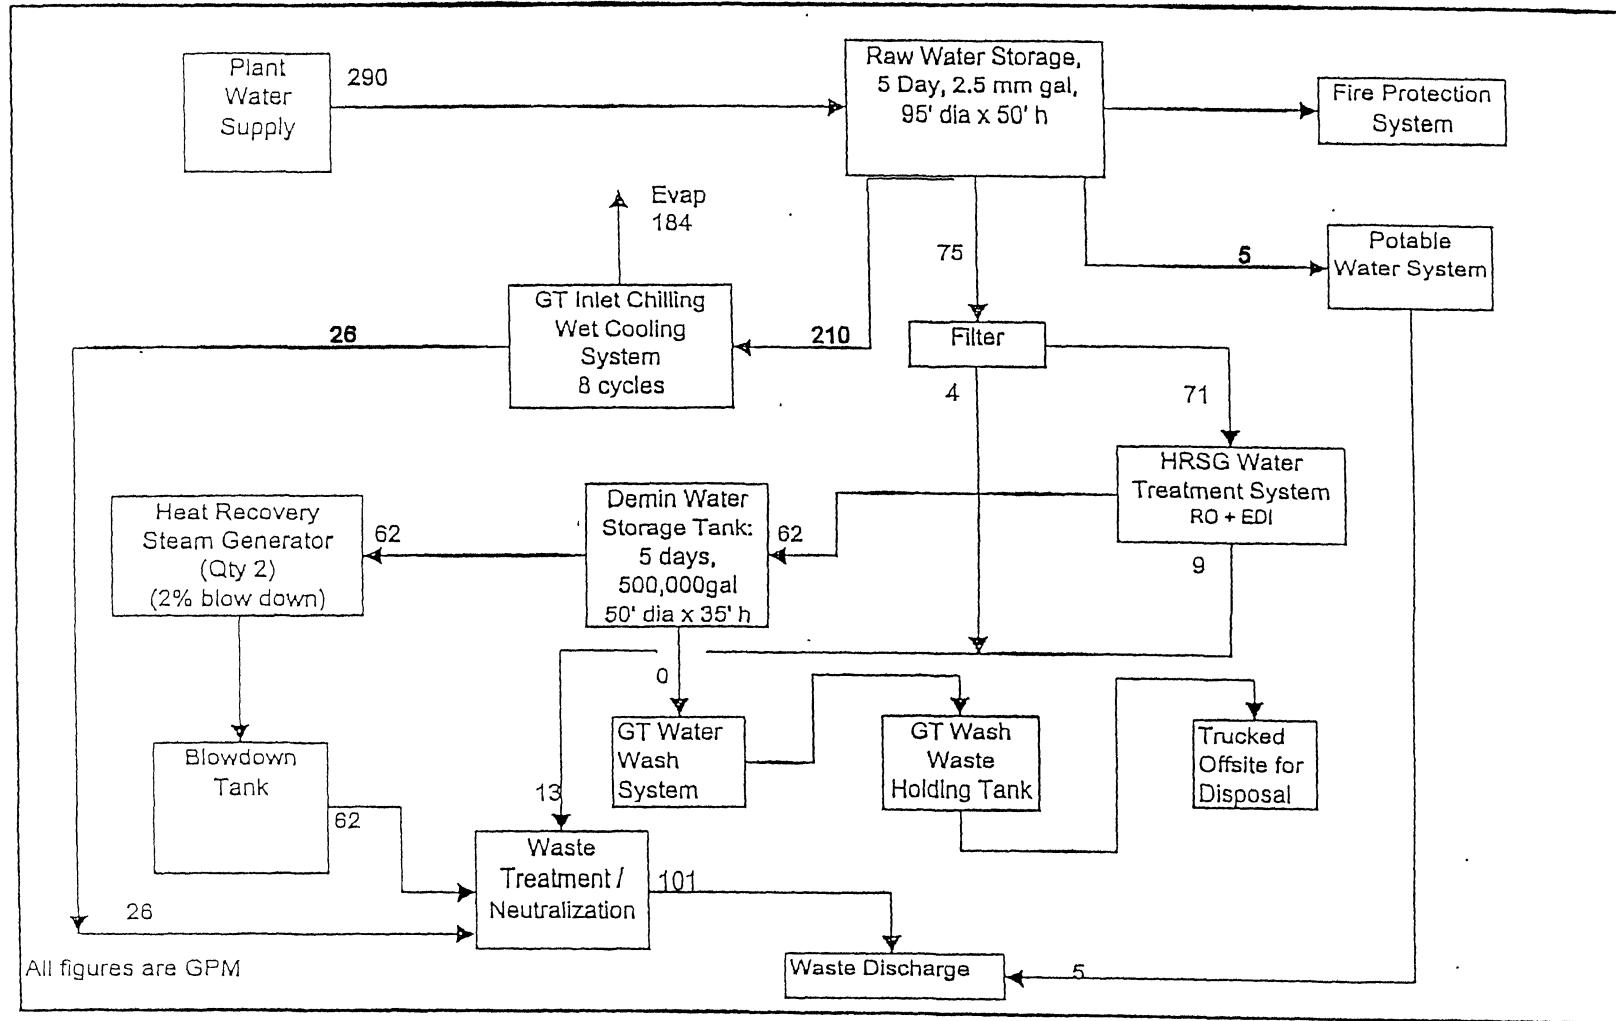 Plant
Water
Supply
290
Raw Water Storage,
5 Day, 2.5 mm gal,
95' dia x 50' h
Fire Protection
System
Evap
184
75
5
Potable
Water System
GT Inlet Chilling
Wet Cooling
System
8 cycles
26
210
Filter
4
71
HRSG Water
Treatment System
RO + EDI
Heat Recovery
Steam Generator
(Qty 2)
(2% blow down)
62
Demin Water
Storage Tank:
5 days,
500,000gal
50' dia x 35' h
62
9
0
GT Water
Wash
System
GT Wash
Waste
Holding Tank
Trucked
Offsite for
Disposal
Blowdown
Tank
62
13
Waste
Treatment /
Neutralization
101
26
Waste Discharge
5
All figures are GPM